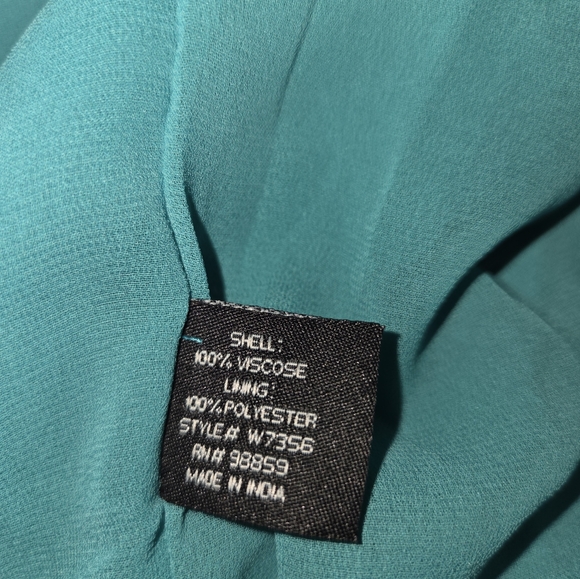 SHELL:
100% VISCOSE
LINING:
100% POLYESTER
STYLE# W7356
RN# 98859
MADE IN INDIA